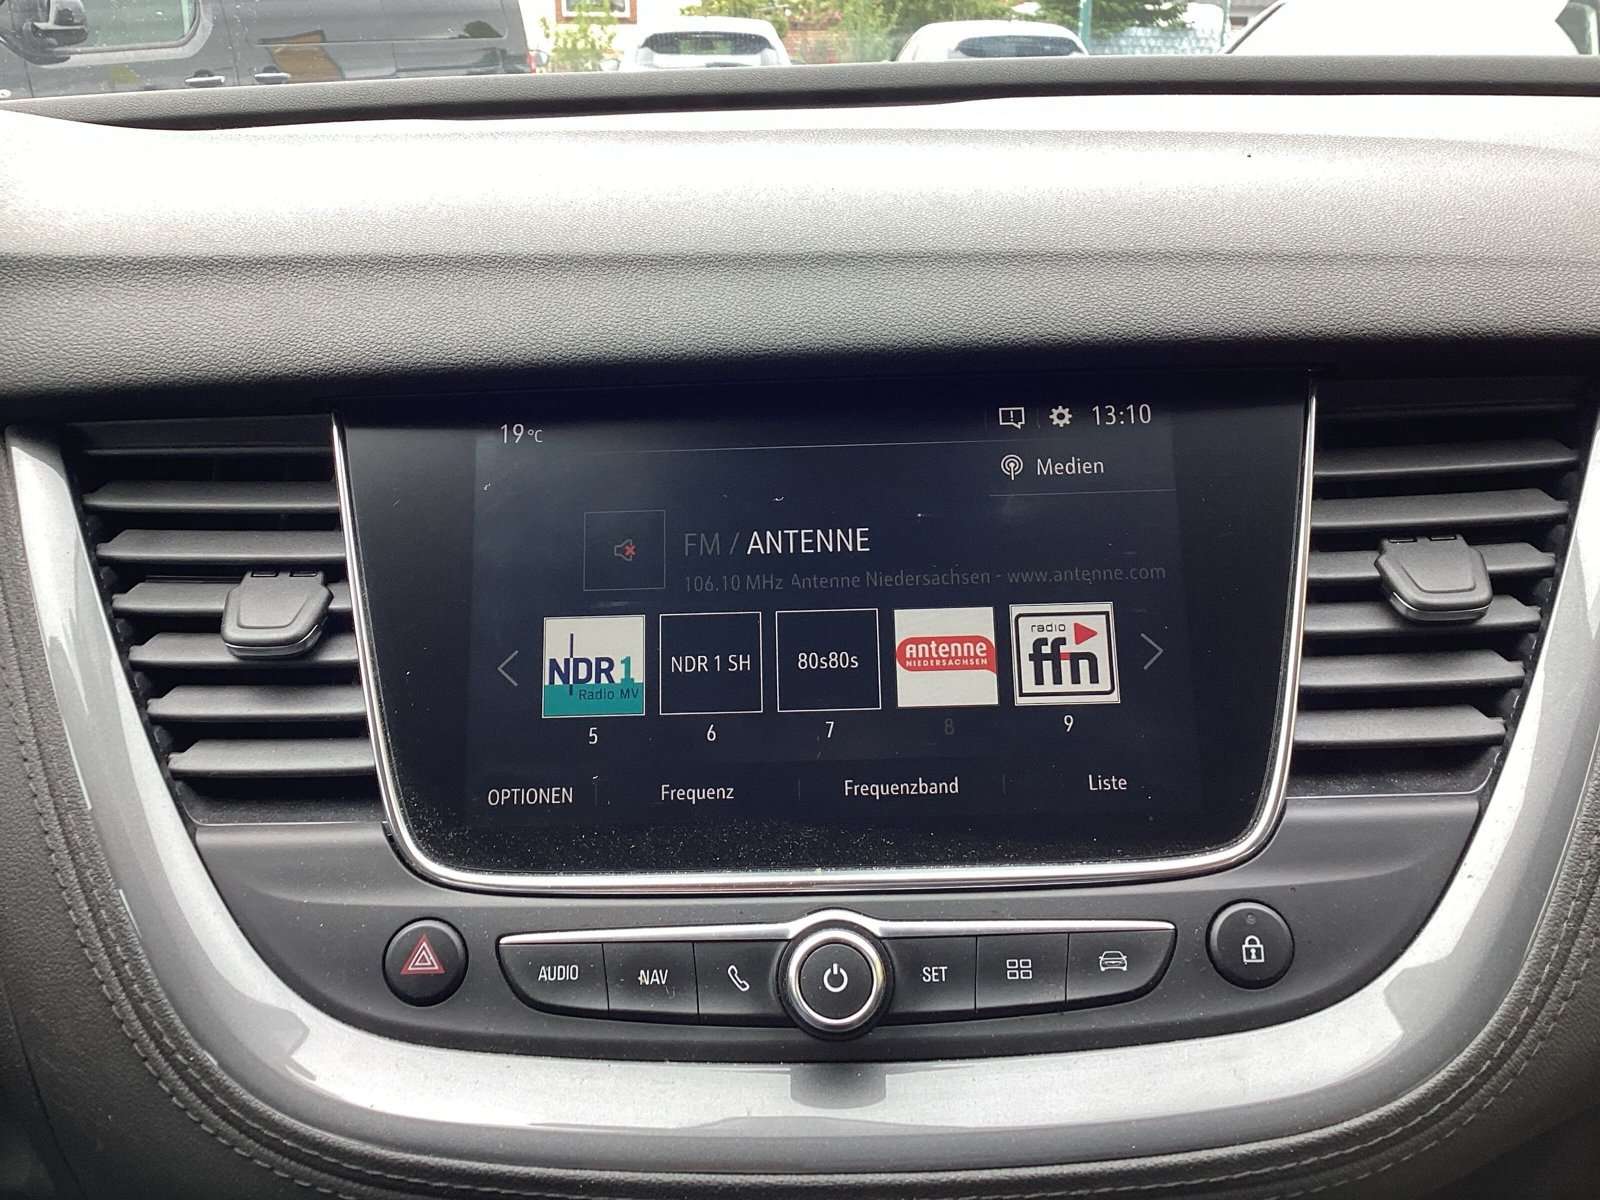 19 °C
13:10
Medien
FM / ANTENNE
106.10 MHz Antenne Niedersachsen - www.antenne.com
NDR1
Radio MV
NDR 1 SH
80s80s
Antenne
NIEDERSACHSEN
radio
ffn
5
6
7
8
9
OPTIONEN
Frequenz
Frequenzband
Liste
AUDIO
NAV
SET